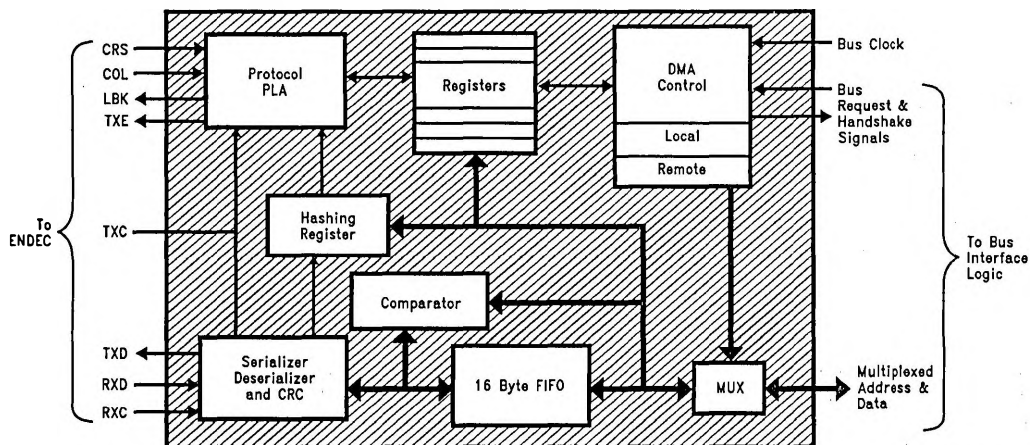 To
ENDEC
CRS
COL
LBK
TXE
TXC
TXD
RXD
RXC
Protocol
PLA
Registers
DMA
Control
Local
Remote
Hashing
Register
Comparator
Serializer
Deserializer
and CRC
16 Byte FIFO
MUX
Bus Clock
Bus
Request &
Handshake
Signals
Multiplexed
Address &
Data
To Bus
Interface
Logic